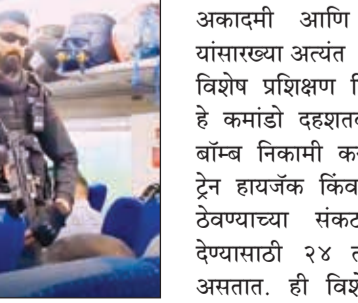 अकादमी आणि
यांसारख्या अत्यंत
विशेष प्रशिक्षण
हे कमांडो
बॉम्ब निकामी
ट्रेन हायजॅक
ठेवण्याच्या
देण्यासाठी २४
असतात. ही